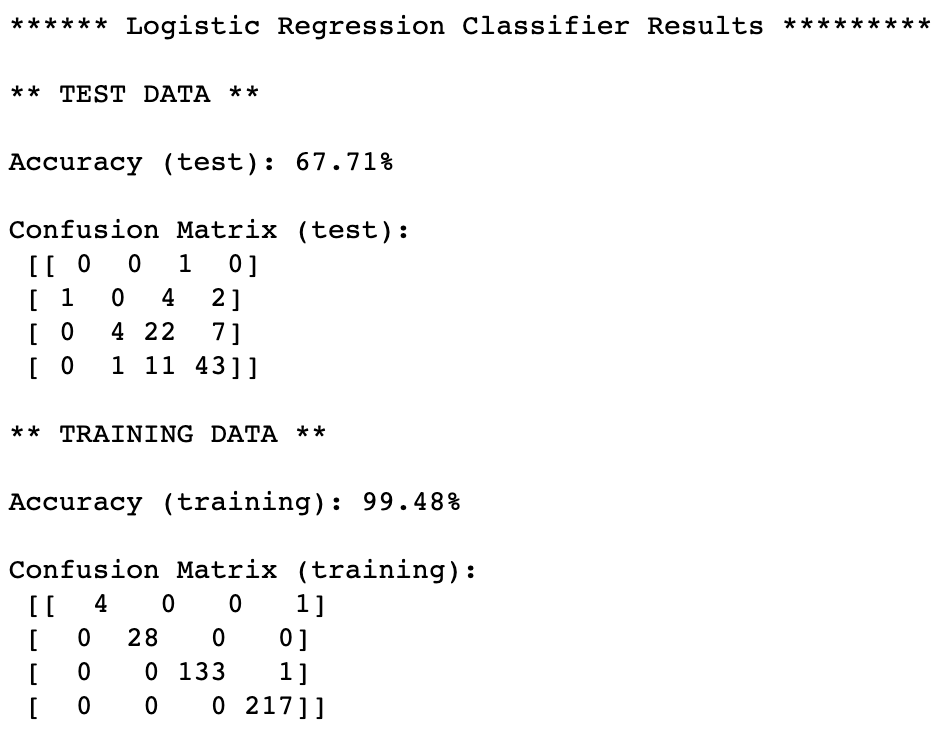 ****** Logistic Regression Classifier Results *********
** TEST DATA **
Accuracy (test): 67.71%
Confusion Matrix (test):
[[ 0  0  1  0]
[ 1  0  4  2]
[ 0  4 22  7]
[ 0  1 11 43]]
** TRAINING DATA **
Accuracy (training): 99.48%
Confusion Matrix (training):
[[  4   0   0   1]
[  0  28   0   0]
[  0   0 133   1]
[  0   0   0 217]]